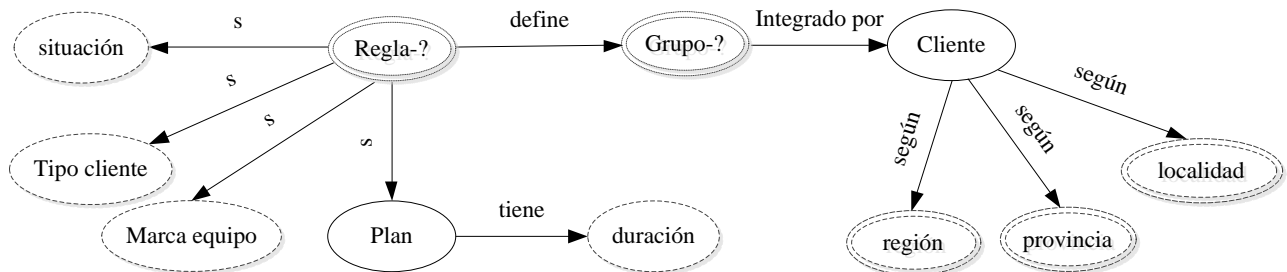 s
define
Integrado por
situación
Regla-?
Grupo-?
Cliente
s
según
s
según
según
s
Tipo cliente
localidad
tiene
Marca equipo
Plan
duración
región
provincia